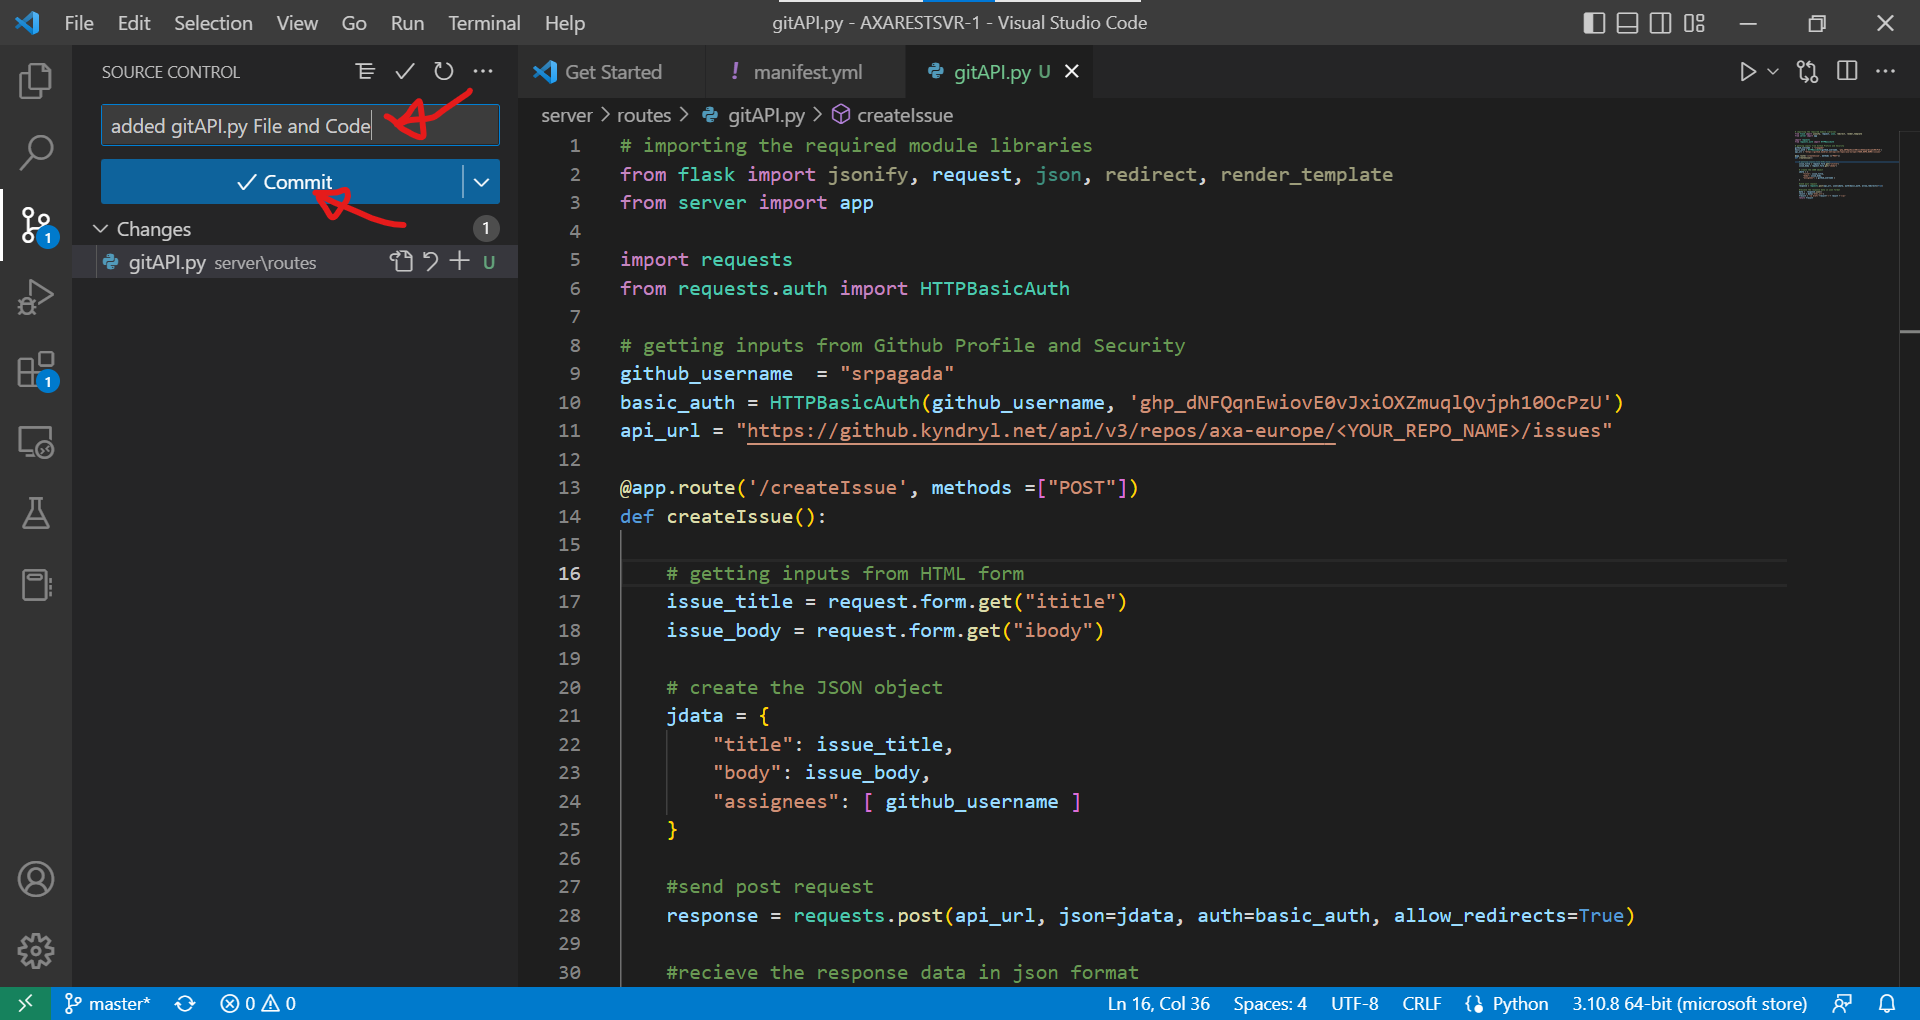 File Edit Selection View Go Run Terminal Help
gitAPI.py - AXARESTSVR-1 - Visual Studio Code
SOURCE CONTROL
added gitAPI.py File and Code
Commit
Changes 1
gitAPI.py server\routes U
1
1
Get Started
! manifest.yml
gitAPI.py U
server > routes > gitAPI.py > createIssue
1 # importing the required module libraries
2 from flask import jsonify, request, json, redirect, render_template
3 from server import app
4
5 import requests
6 from requests.auth import HTTPBasicAuth
7
8 # getting inputs from Github Profile and Security
9 github_username  = "srpagada"
10 basic_auth = HTTPBasicAuth(github_username, 'ghp_dNFQqnEwiovE0vJxiOXZmuqlQvjph10OcPzU')
11 api_url = "https://github.kyndryl.net/api/v3/repos/axa-europe/<YOUR_REPO_NAME>/issues"
12
13 @app.route('/createIssue', methods =["POST"])
14 def createIssue():
15
16     # getting inputs from HTML form
17     issue_title = request.form.get("ititle")
18     issue_body = request.form.get("ibody")
19
20     # create the JSON object
21     jdata = {
22         "title": issue_title,
23         "body": issue_body,
24         "assignees": [ github_username ]
25     }
26
27     #send post request
28     response = requests.post(api_url, json=jdata, auth=basic_auth, allow_redirects=True)
29
30     #recieve the response data in json format
master* 0 0 Ln 16, Col 36 Spaces: 4 UTF-8 CRLF Python 3.10.8 64-bit (microsoft store)